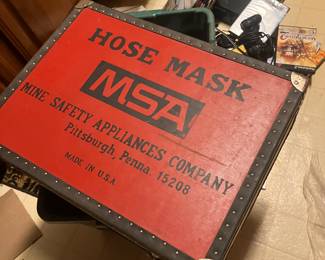 HOSE MASK
MSA
MINE SAFETY APPLIANCES COMPANY
Pittsburgh, Penna. 15208
MADE IN U.S.A